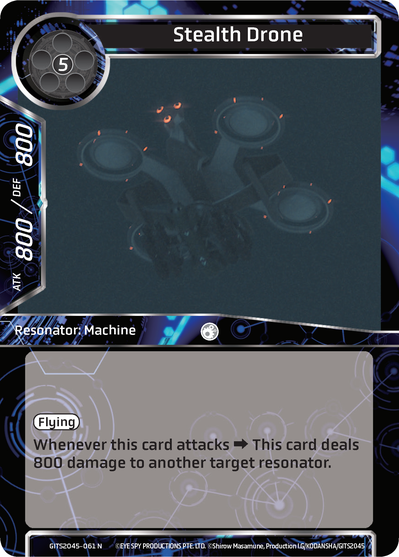 Stealth Drone
5
ATK 800 / DEF 800
Resonator: Machine
Flying
Whenever this card attacks ➡ This card deals
800 damage to another target resonator.
GITS2045-061 N ©EYE SPY PRODUCTIONS PTE. LTD. ©Shirow Masamune, Production I.G/KODANSHA/GITS2045